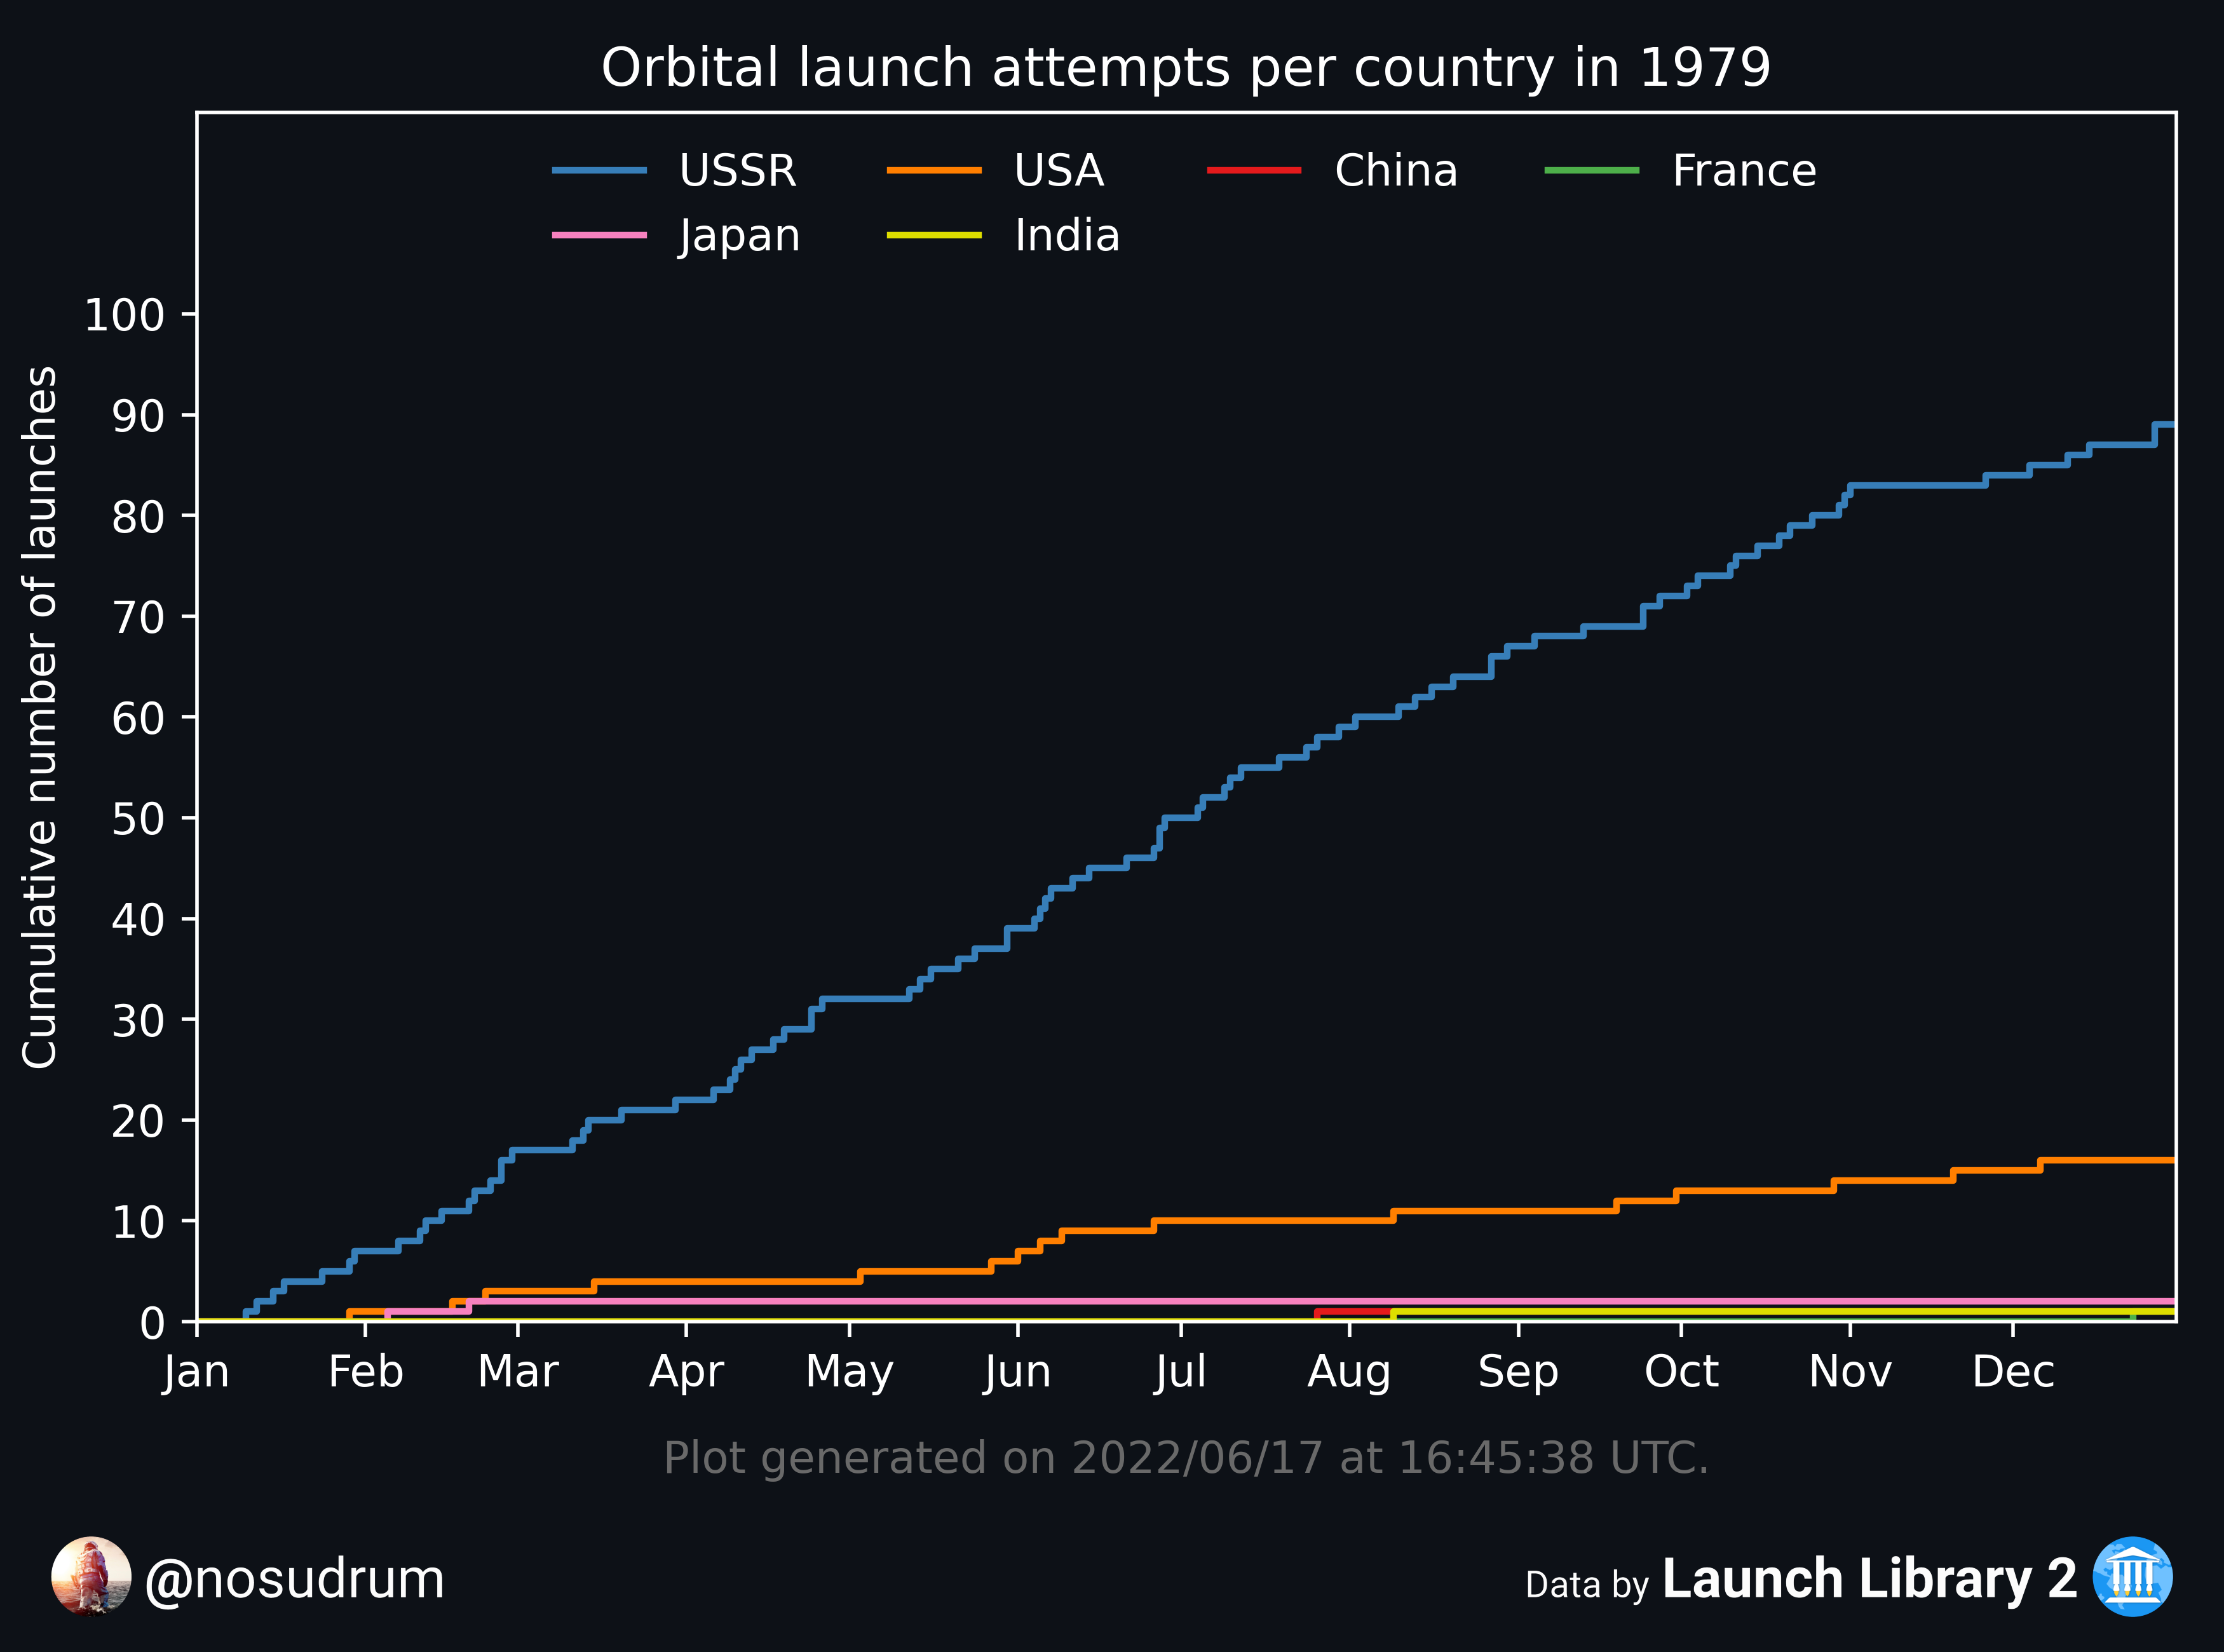 Orbital launch attempts per country in 1979
USSR USA China France
Japan India
Cumulative number of launches
100
90
80
70
60
50
40
30
20
10
0
Jan Feb Mar Apr May Jun Jul Aug Sep Oct Nov Dec
Plot generated on 2022/06/17 at 16:45:38 UTC.
@nosudrum
Data by Launch Library 2